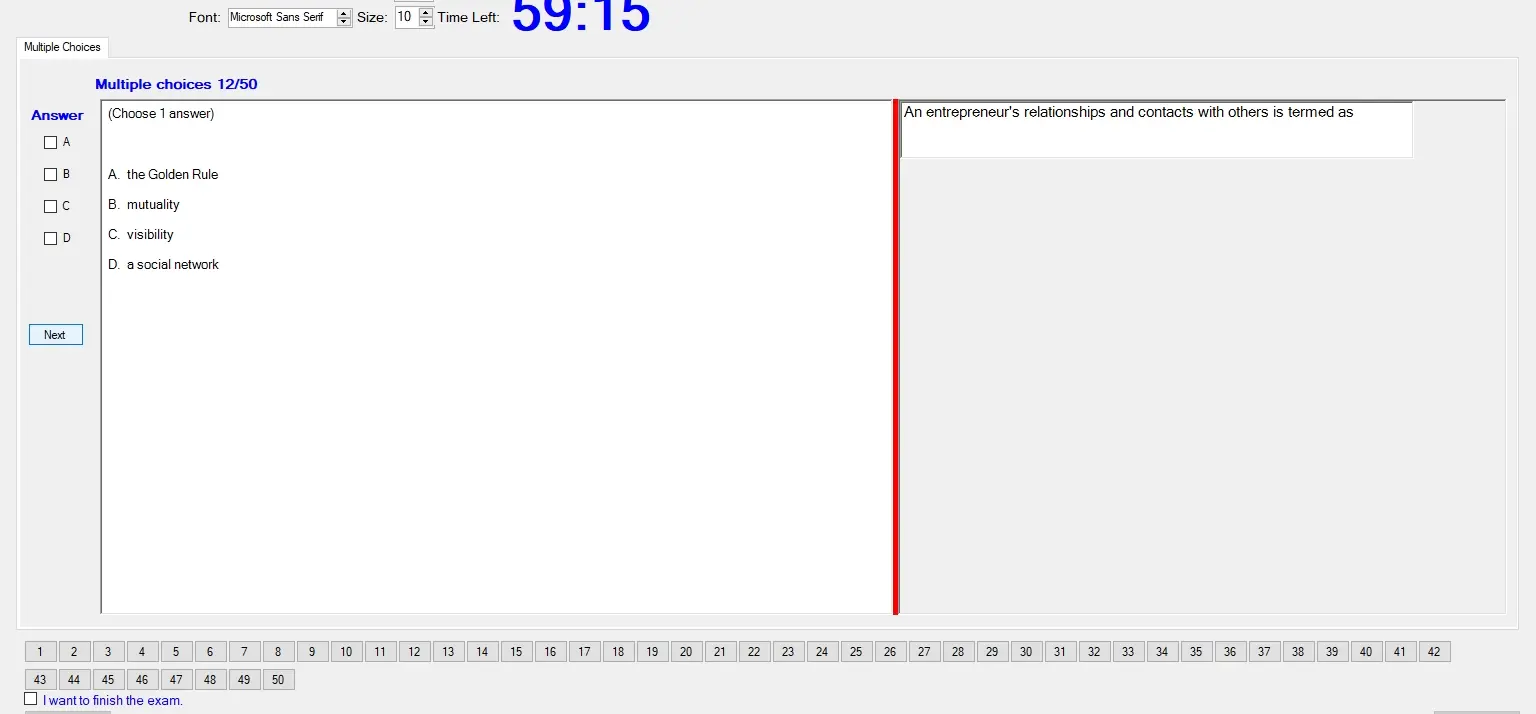 Font: Microsoft Sans Serif Size: 10 Time Left: 59:15
Multiple Choices
Multiple choices 12/50
Answer
A
B
C
D
Next
(Choose 1 answer)
A. the Golden Rule
B. mutuality
C. visibility
D. a social network
An entrepreneur's relationships and contacts with others is termed as
1 2 3 4 5 6 7 8 9 10 11 12 13 14 15 16 17 18 19 20 21 22 23 24 25 26 27 28 29 30 31 32 33 34 35 36 37 38 39 40 41 42
43 44 45 46 47 48 49 50
I want to finish the exam.